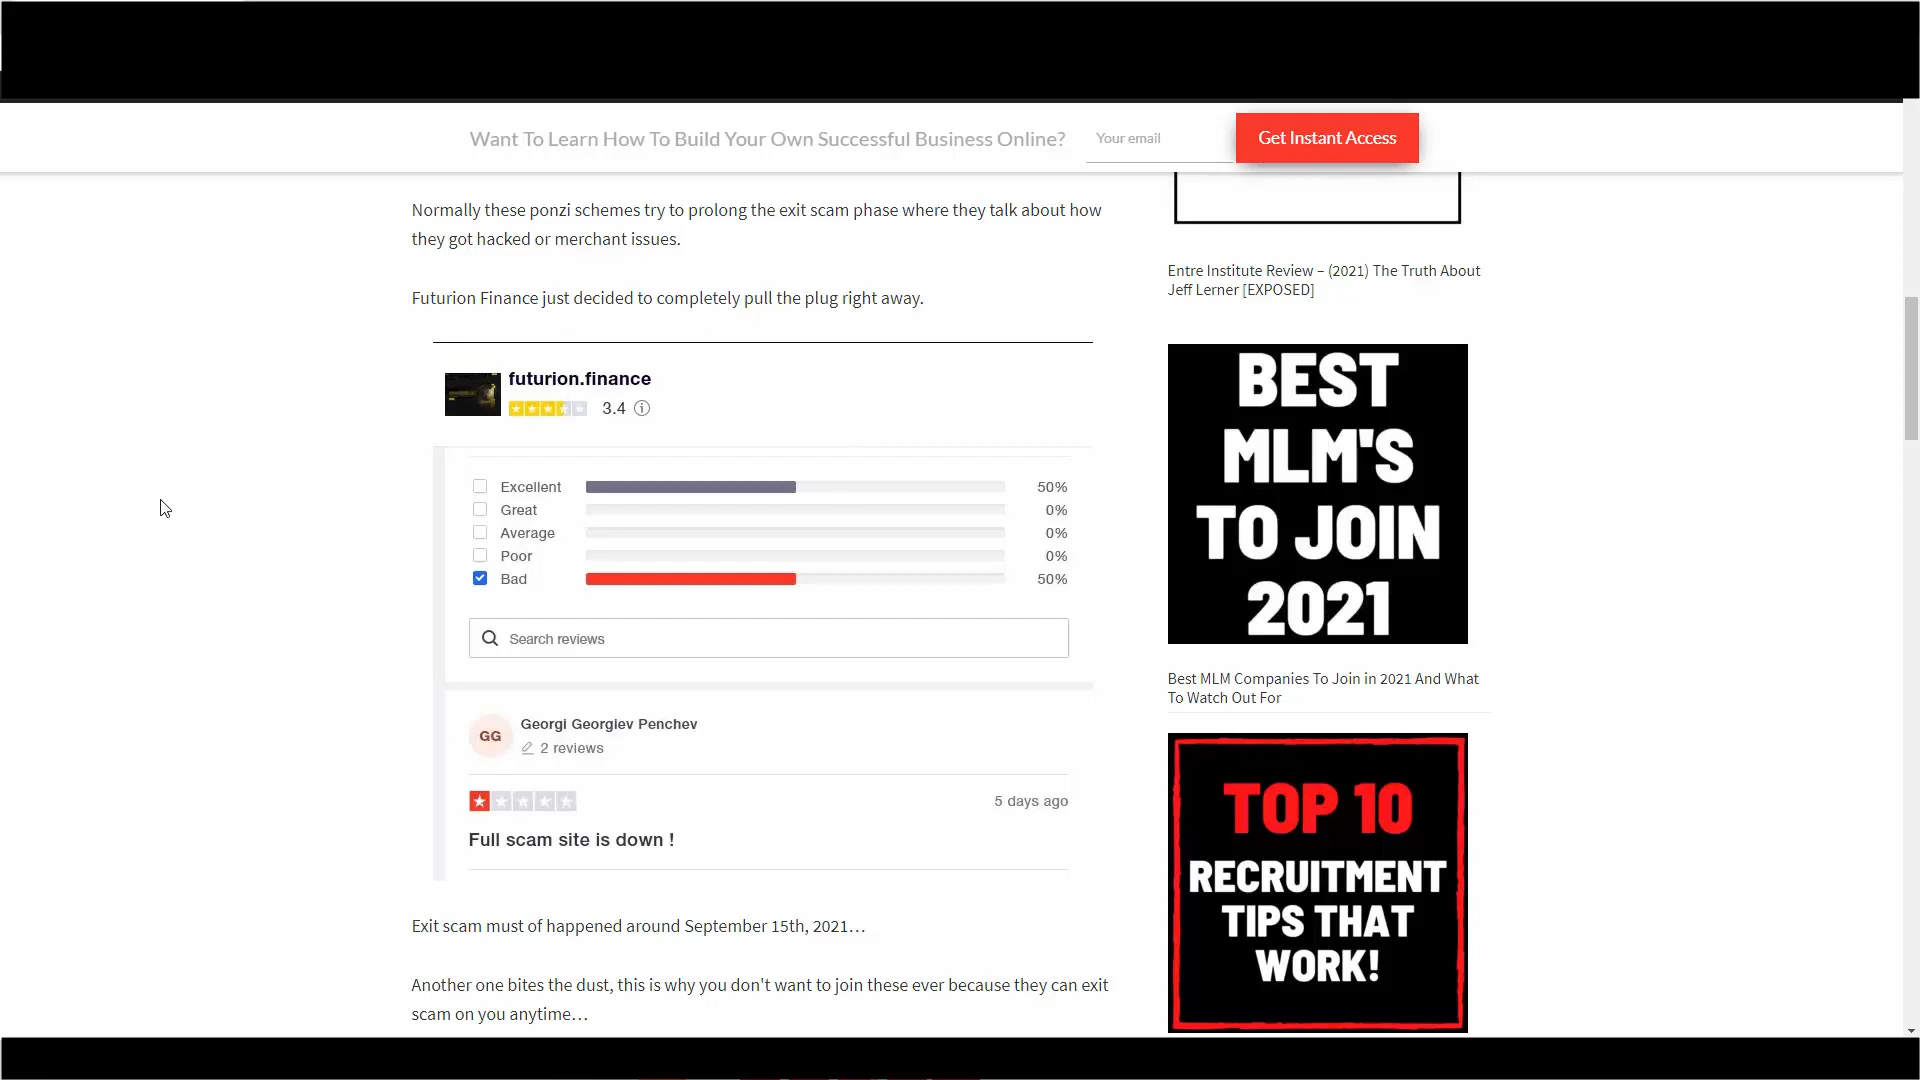 Want To Learn How To Build Your Own Successful Business Online?
Your email
Get Instant Access
Normally these ponzi schemes try to prolong the exit scam phase where they talk about how
they got hacked or merchant issues.
Futurion Finance just decided to completely pull the plug right away.
futurion.finance
3.4
Excellent 50%
Great 0%
Average 0%
Poor 0%
Bad 50%
Search reviews
GG
Georgi Georgiev Penchev
2 reviews
5 days ago
Full scam site is down !
Exit scam must of happened around September 15th, 2021…
Another one bites the dust, this is why you don't want to join these ever because they can exit
scam on you anytime…
Entre Institute Review – (2021) The Truth About
Jeff Lerner [EXPOSED]
BEST
MLM'S
TO JOIN
2021
Best MLM Companies To Join in 2021 And What
To Watch Out For
TOP 10
RECRUITMENT
TIPS THAT
WORK!